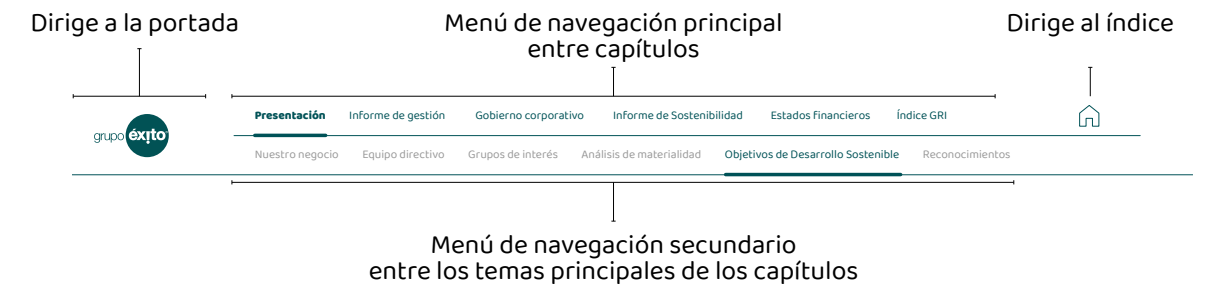 Dirige a la portada
Menú de navegación principal
entre capítulos
Dirige al índice
grupo éxito
Presentación Informe de gestión Gobierno corporativo Informe de Sostenibilidad Estados financieros Índice GRI
Nuestro negocio Equipo directivo Grupos de interés Análisis de materialidad Objetivos de Desarrollo Sostenible Reconocimientos
Menú de navegación secundario
entre los temas principales de los capítulos